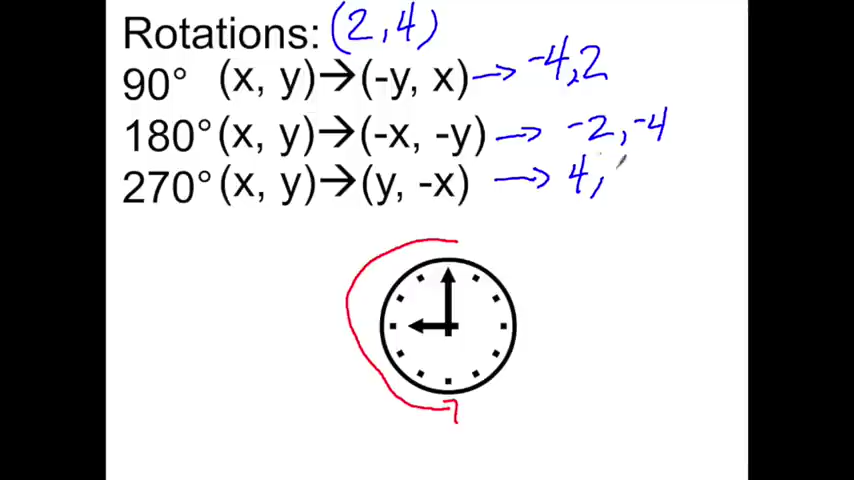 Rotations: (2,4)
90° (x, y)→(-y, x) → -4,2
180° (x, y)→(-x, -y) → -2,-4
270° (x, y)→(y, -x) → 4,